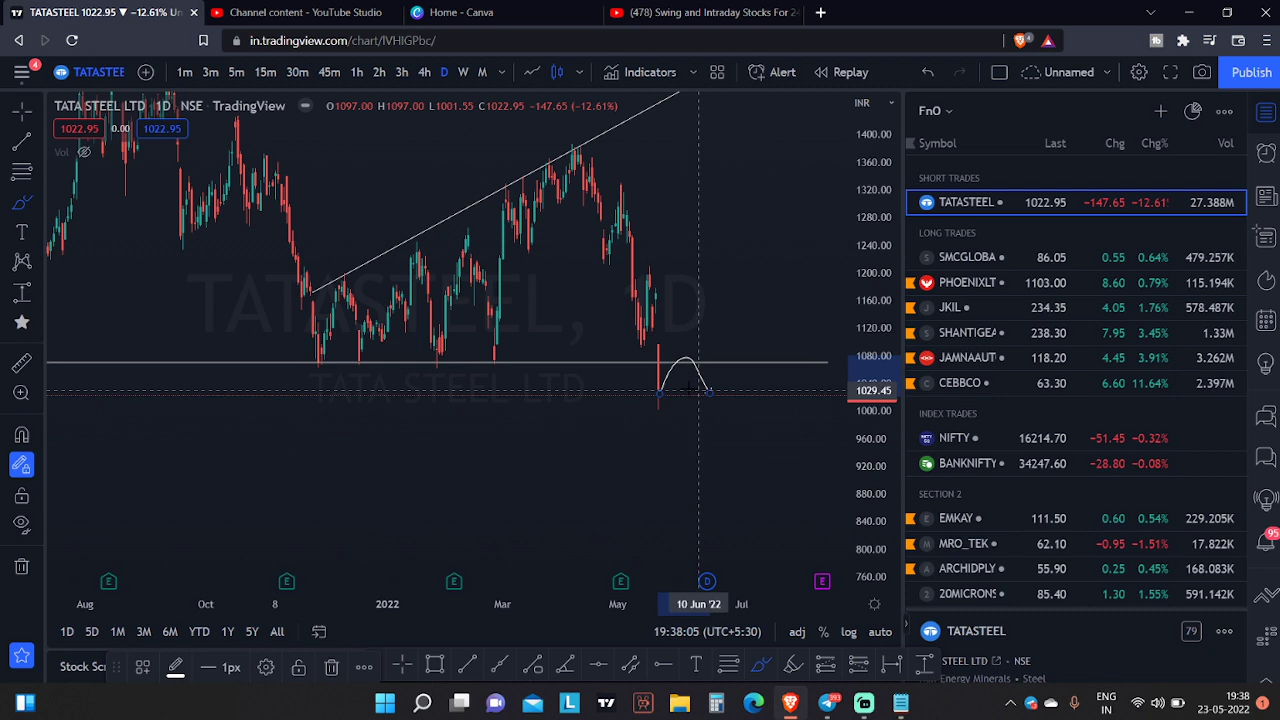 TATASTEEL 1022.95 ▼ −12.61% Un
Channel content - YouTube Studio
Home - Canva
(478) Swing and Intraday Stocks For 24
in.tradingview.com/chart/lVHIGPbc/
4
4
TATASTEE
1m 3m 5m 15m 30m 45m 1h 2h 3h 4h D W M
Indicators
Alert
Replay
Unnamed
Publish
TATA STEEL LTD · 1D · NSE TradingView
O1097.00 H1097.00 L1001.55 C1022.95 −147.65 (−12.61%)
1022.95 0.00 1022.95
Vol
INR
1400.00
1360.00
1320.00
1280.00
1240.00
1200.00
1160.00
1120.00
1080.00
1029.45
1000.00
960.00
920.00
880.00
840.00
800.00
760.00
TATASTEEL, 1D
TATA STEEL LTD
E E E E D E
Aug Oct 8 2022 Mar May 10 Jun '22 Jul
1D 5D 1M 3M 6M YTD 1Y 5Y All
19:38:05 (UTC+5:30)
adj % log auto
Stock Sc
1px
FnO
Symbol Last Chg Chg% Vol
SHORT TRADES
TATASTEEL 1022.95 −147.65 −12.61% 27.388M
LONG TRADES
SMCGLOBA 86.05 0.55 0.64% 479.257K
PHOENIXLT 1103.00 8.60 0.79% 115.194K
JKIL 234.35 4.05 1.76% 578.487K
SHANTIGEA 238.30 7.95 3.45% 1.33M
JAMNAAUT 118.20 4.45 3.91% 3.262M
CEBBCO 63.30 6.60 11.64% 2.397M
INDEX TRADES
NIFTY 16214.70 −51.45 −0.32%
BANKNIFTY 34247.60 −28.80 −0.08%
SECTION 2
EMKAY 111.50 0.60 0.54% 229.205K
MRO_TEK 62.10 −0.95 −1.51% 17.822K
ARCHIDPLY 55.90 0.25 0.45% 168.083K
20MICRONS 85.40 1.30 1.55% 591.142K
TATASTEEL
79
STEEL LTD NSE
Energy Minerals · Steel
95
393
ENG
IN
19:38
23-05-2022
1